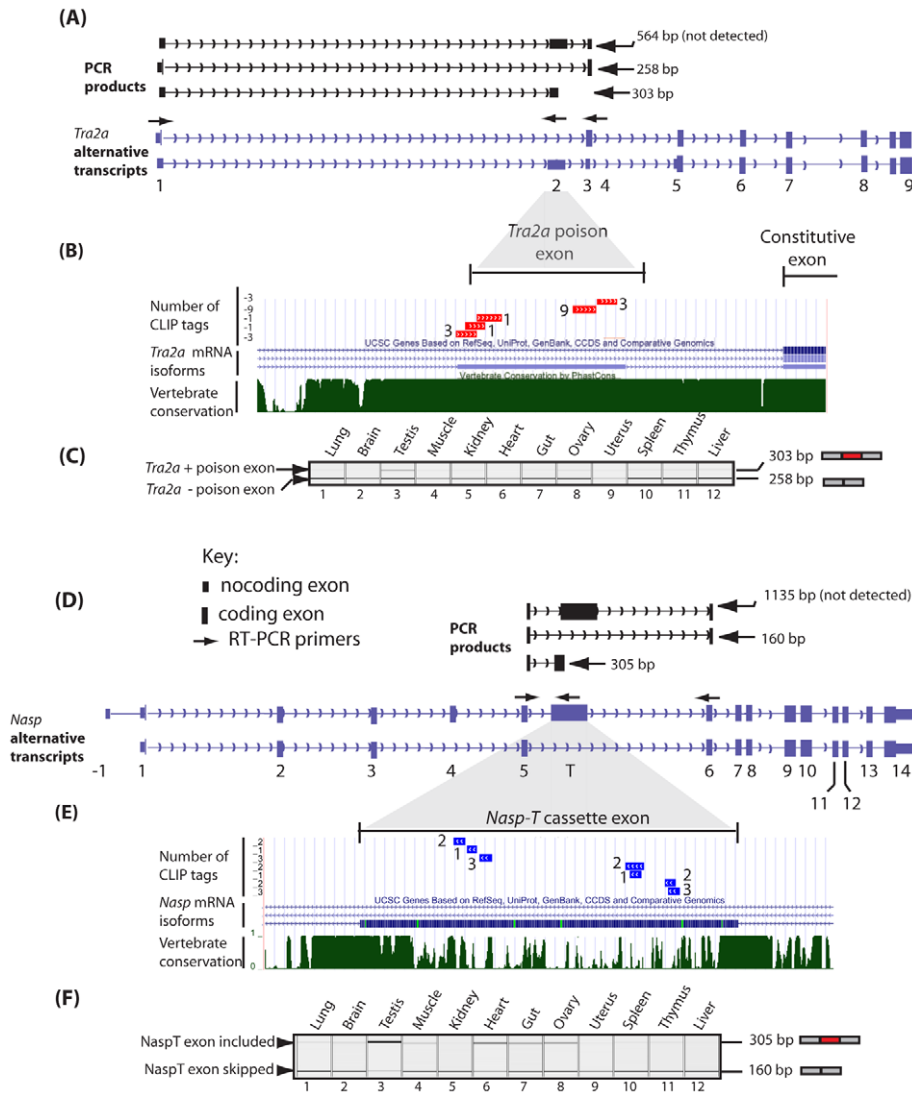 (A)
564 bp (not detected)
PCR
products
258 bp
303 bp
Tra2a
alternative
transcripts
1 2 3 4 5 6 7 8 9
(B)
Tra2a poison
exon
Constitutive
exon
Number of
CLIP tags
-3
-9
-1
-1
-3
3 1 1 9 3
UCSC Genes Based on RefSeq, UniProt, GenBank, CCDS and Comparative Genomics
Tra2a mRNA
isoforms
Vertebrate Conservation by PhastCons
Vertebrate
conservation
(C)
Lung Brain Testis Muscle Kidney Heart Gut Ovary Uterus Spleen Thymus Liver
Tra2a + poison exon
303 bp
Tra2a - poison exon
258 bp
1 2 3 4 5 6 7 8 9 10 11 12
Key:
nocoding exon
coding exon
RT-PCR primers
(D)
1135 bp (not detected)
PCR
products
160 bp
305 bp
Nasp
alternative
transcripts
-1 1 2 3 4 5 T 6 7 8 9 10 13 14
11 12
(E)
Nasp-T cassette exon
Number of
CLIP tags
2
1
3
2
1
2
3
UCSC Genes Based on RefSeq, UniProt, GenBank, CCDS and Comparative Genomics
Nasp mRNA
isoforms
Vertebrate
conservation
1
0
(F)
Lung Brain Testis Muscle Kidney Heart Gut Ovary Uterus Spleen Thymus Liver
NaspT exon included
305 bp
NaspT exon skipped
160 bp
1 2 3 4 5 6 7 8 9 10 11 12